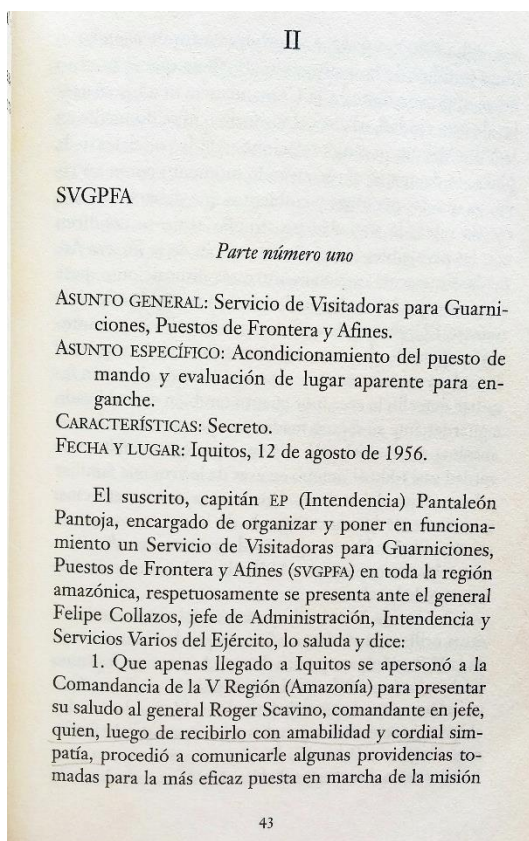 II
SVGPFA
Parte número uno
ASUNTO GENERAL: Servicio de Visitadoras para Guarni-
ciones, Puestos de Frontera y Afines.
ASUNTO ESPECÍFICO: Acondicionamiento del puesto de
mando y evaluación de lugar aparente para en-
ganche.
CARACTERÍSTICAS: Secreto.
FECHA Y LUGAR: Iquitos, 12 de agosto de 1956.
El suscrito, capitán EP (Intendencia) Pantaleón
Pantoja, encargado de organizar y poner en funciona-
miento un Servicio de Visitadoras para Guarniciones,
Puestos de Frontera y Afines (SVGPFA) en toda la región
amazónica, respetuosamente se presenta ante el general
Felipe Collazos, jefe de Administración, Intendencia y
Servicios Varios del Ejército, lo saluda y dice:
1. Que apenas llegado a Iquitos se apersonó a la
Comandancia de la V Región (Amazonía) para presentar
su saludo al general Roger Scavino, comandante en jefe,
quien, luego de recibirlo con amabilidad y cordial sim-
patía, procedió a comunicarle algunas providencias to-
madas para la más eficaz puesta en marcha de la misión
43